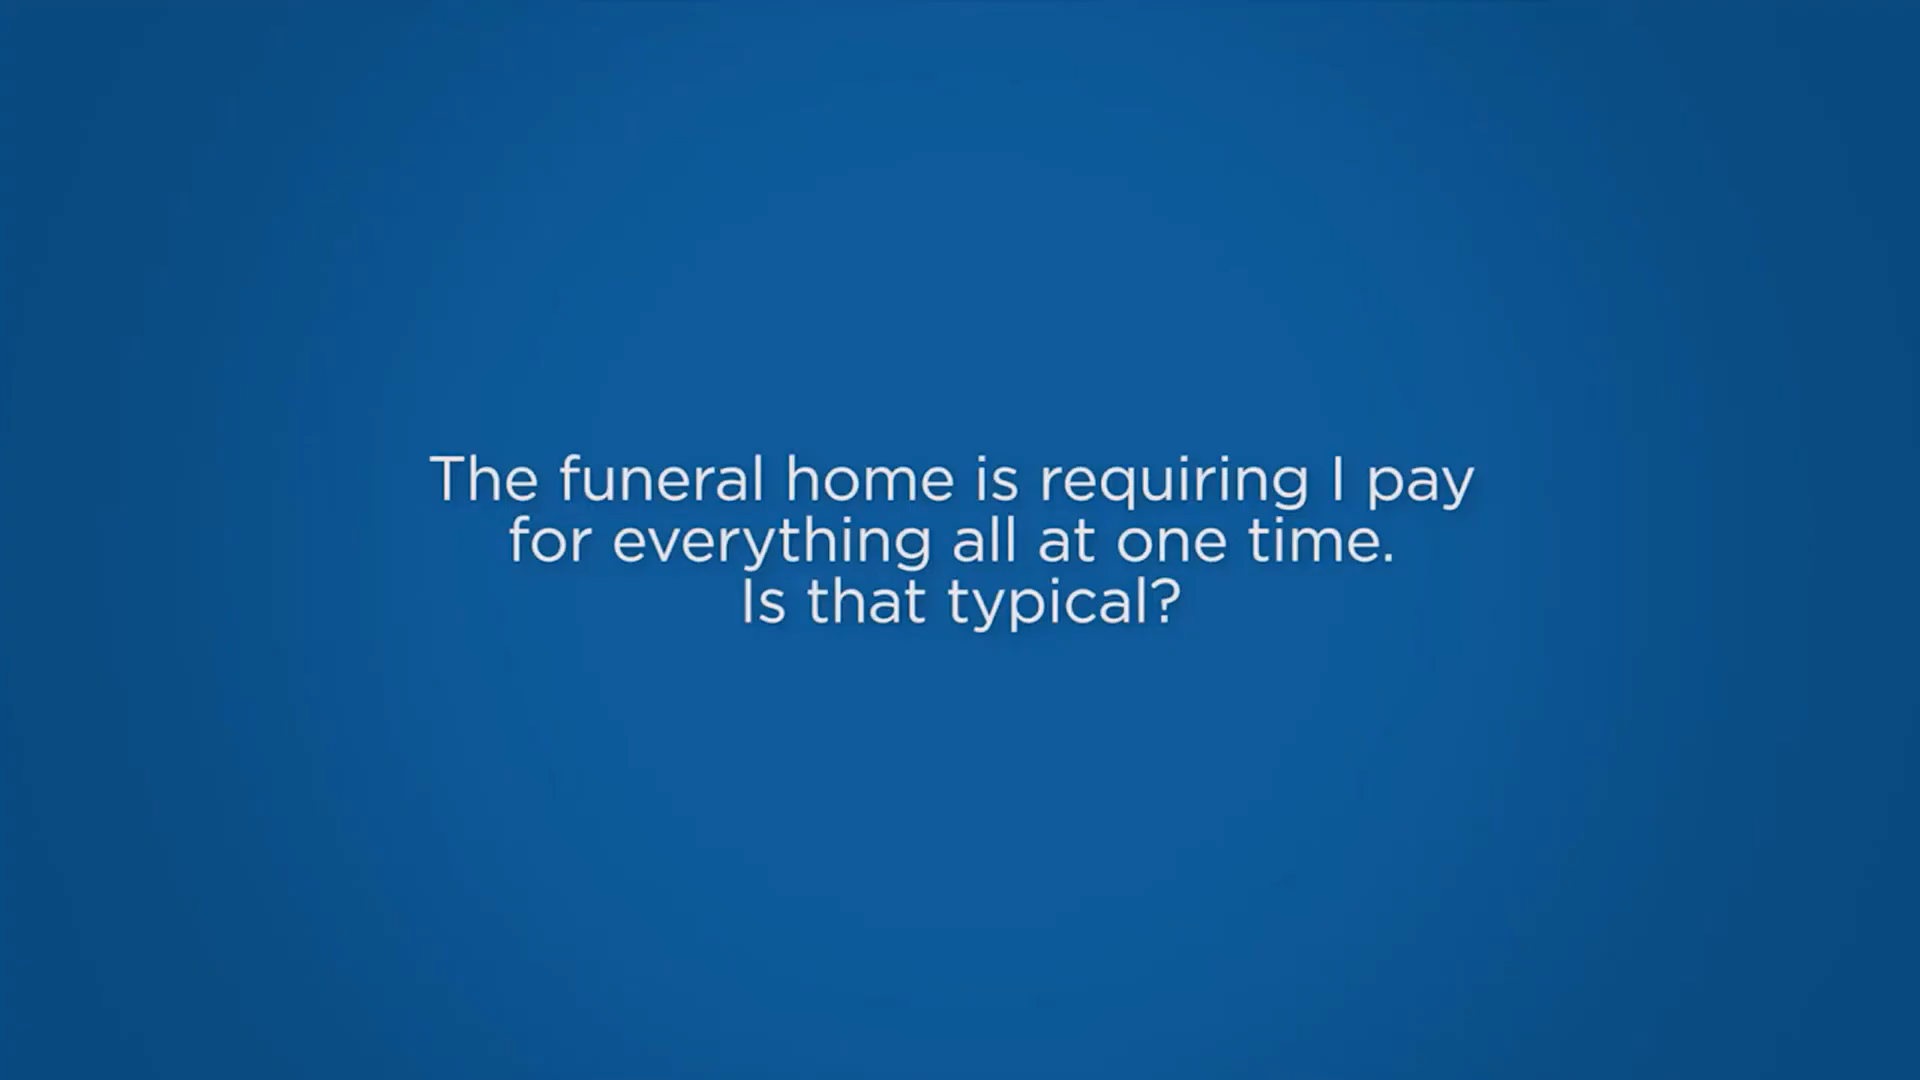 The funeral home is requiring I pay
for everything all at one time.
Is that typical?